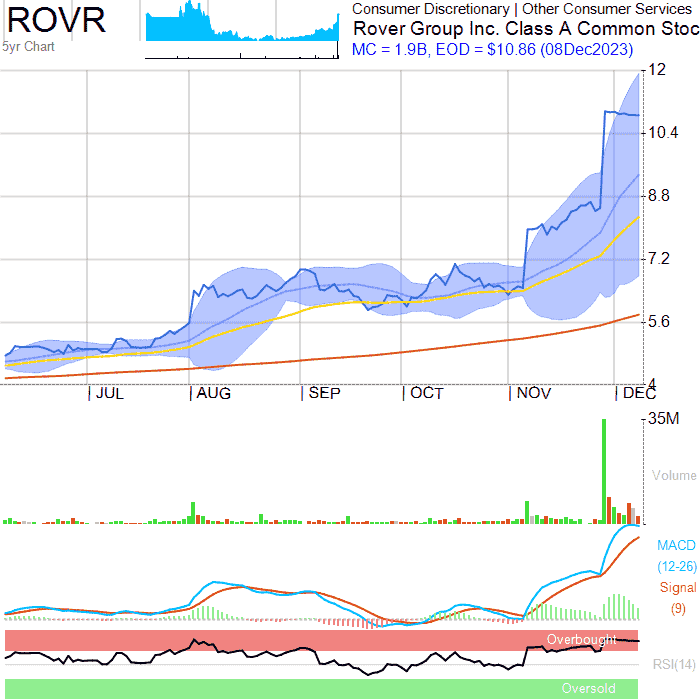 ROVR
5yr Chart
Consumer Discretionary | Other Consumer Services
Rover Group Inc. Class A Common Stoc
MC = 1.9B, EOD = $10.86 (08Dec2023)
12
10.4
8.8
7.2
5.6
4
JUL
AUG
SEP
OCT
NOV
DEC
35M
Volume
MACD
(12-26)
Signal
(9)
Overbought
RSI(14)
Oversold